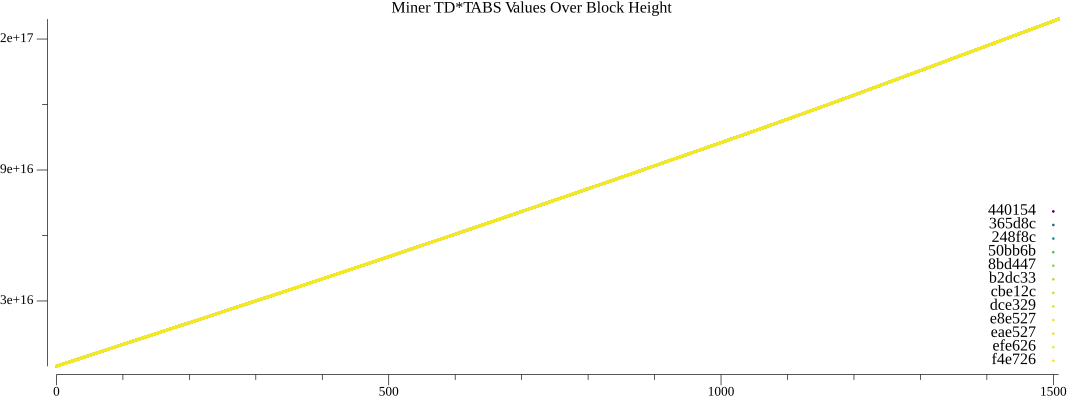 Miner TD*TABS Values Over Block Height
2e+17
9e+16
3e+16
440154
365d8c
248f8c
50bb6b
8bd447
b2dc33
cbe12c
dce329
e8e527
eae527
efe626
f4e726
0 500 1000 1500